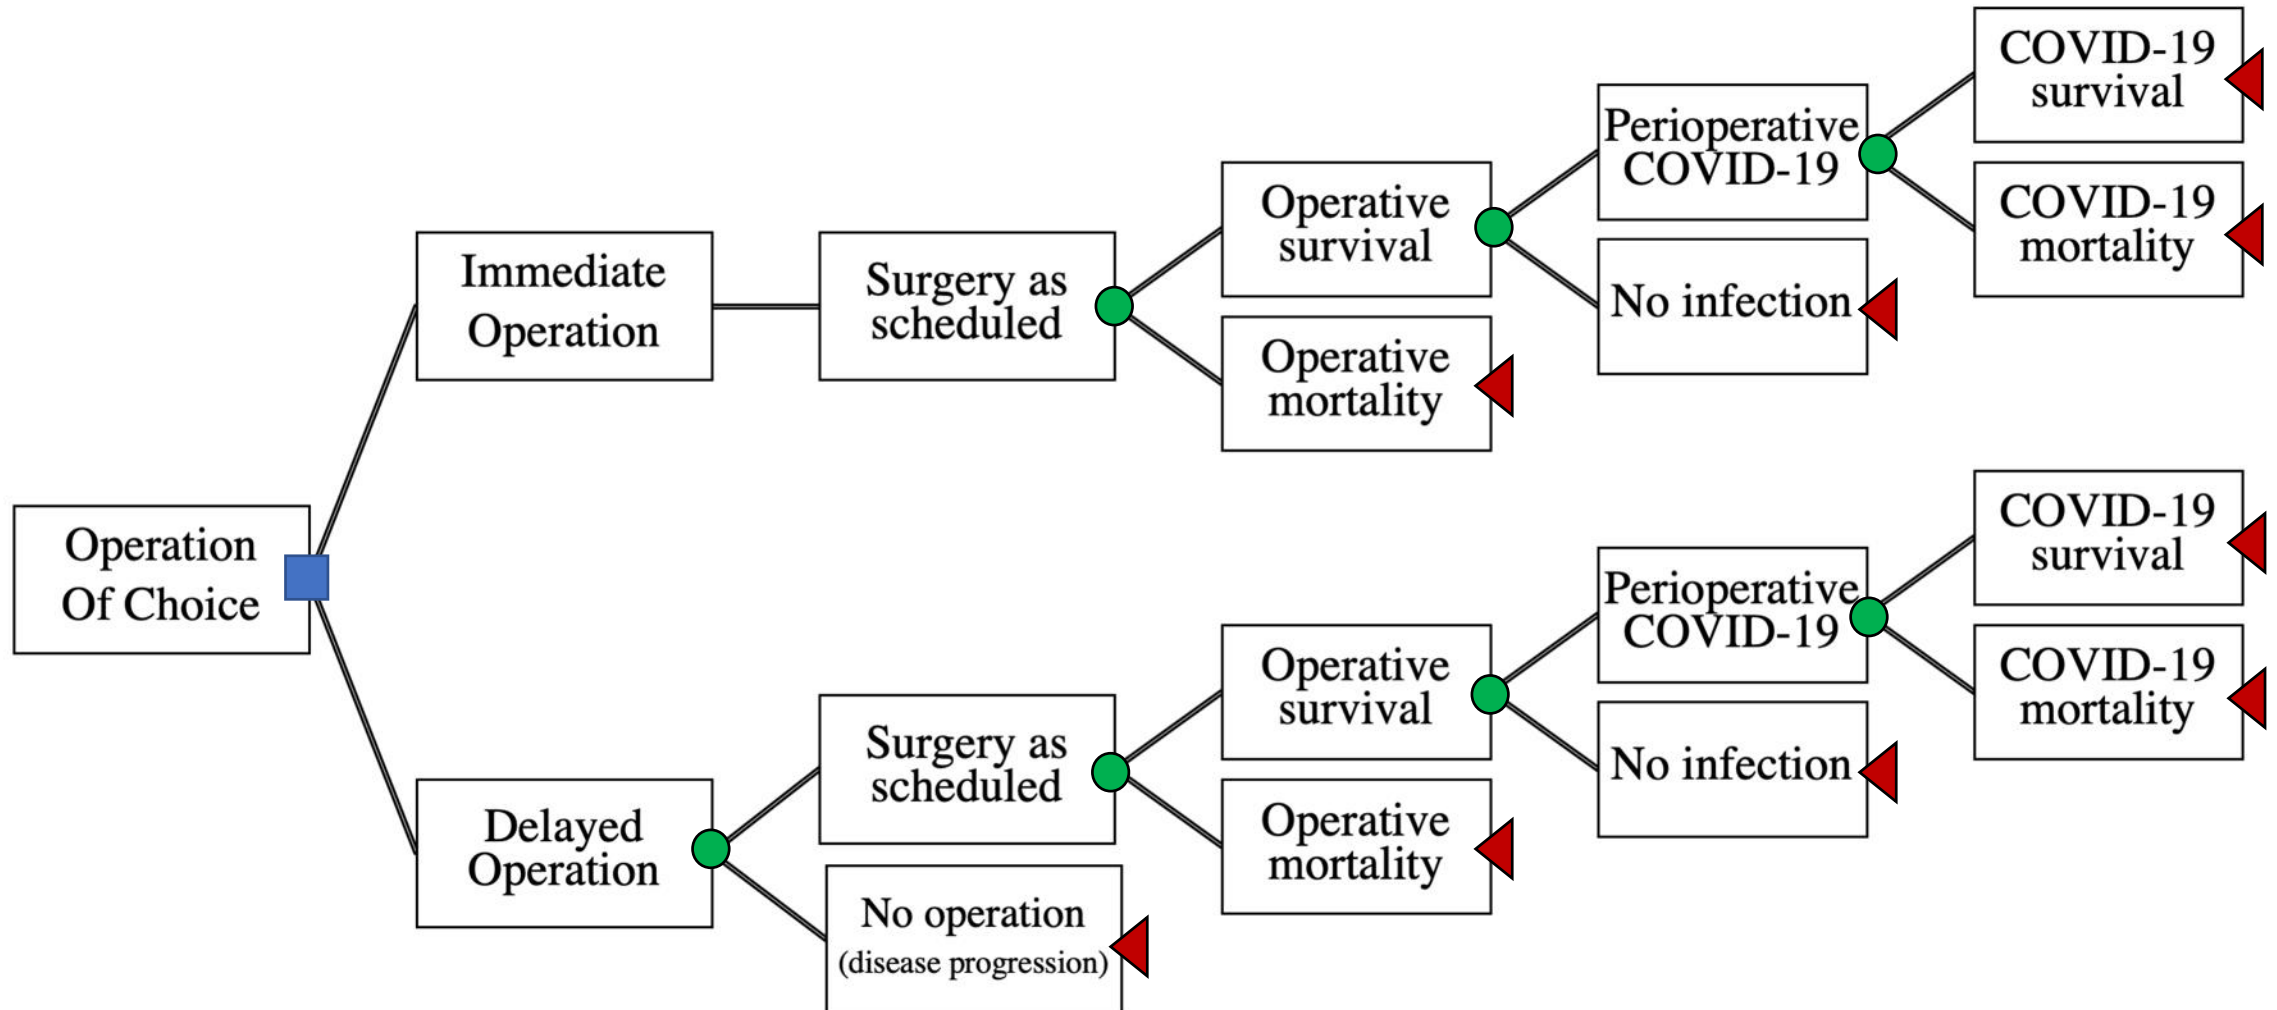 Operation
Of Choice
Immediate
Operation
Surgery as
scheduled
Operative
survival
Perioperative
COVID-19
COVID-19
survival
COVID-19
mortality
No infection
Operative
mortality
Delayed
Operation
Surgery as
scheduled
Operative
survival
Perioperative
COVID-19
COVID-19
survival
COVID-19
mortality
No infection
Operative
mortality
No operation
(disease progression)